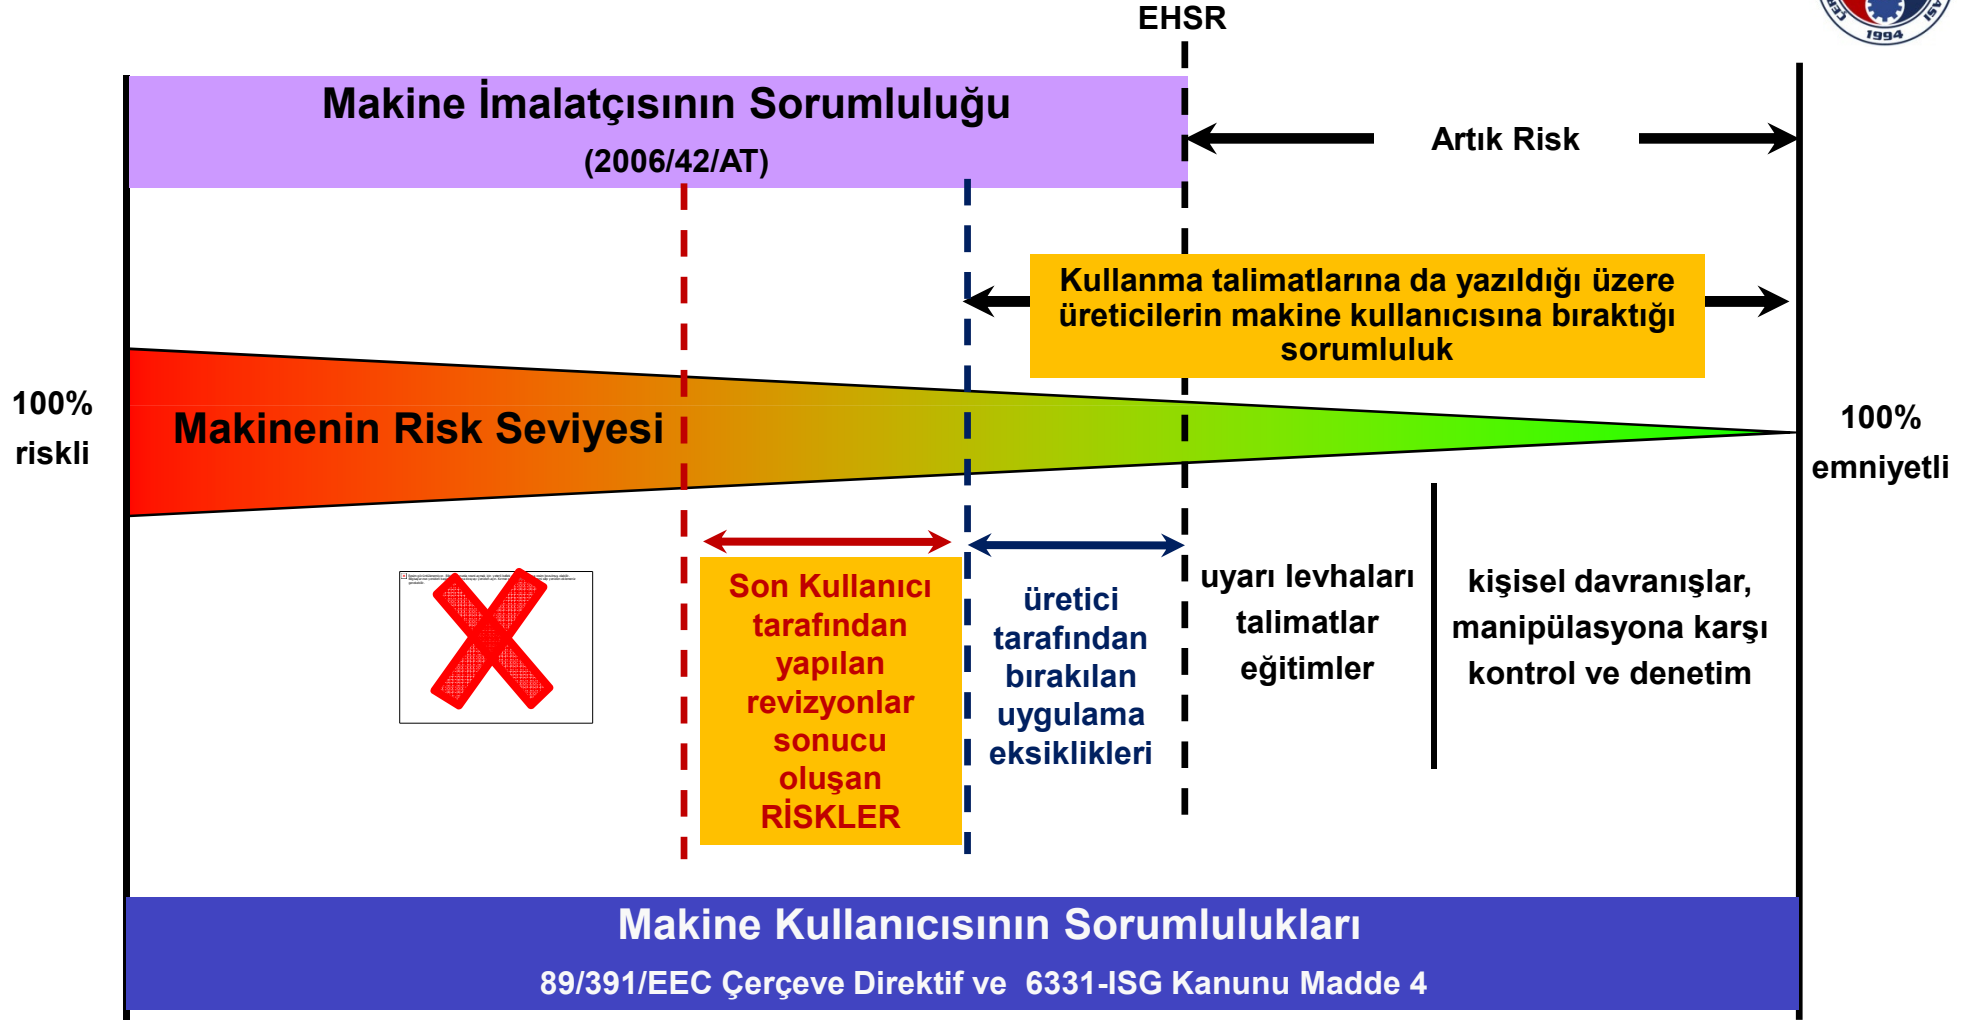 EHSR
1994
Makine İmalatçısının Sorumluluğu
(2006/42/AT)
Artık Risk
Kullanma talimatlarına da yazıldığı üzere
üreticilerin makine kullanıcısına bıraktığı
sorumluluk
100%
riskli
Makinenin Risk Seviyesi
100%
emniyetli
Son Kullanıcı
tarafından
yapılan
revizyonlar
sonucu
oluşan
RİSKLER
üretici
tarafından
bırakılan
uygulama
eksiklikleri
uyarı levhaları
talimatlar
eğitimler
kişisel davranışlar,
manipülasyona karşı
kontrol ve denetim
Makine Kullanıcısının Sorumlulukları
89/391/EEC Çerçeve Direktif ve 6331-ISG Kanunu Madde 4